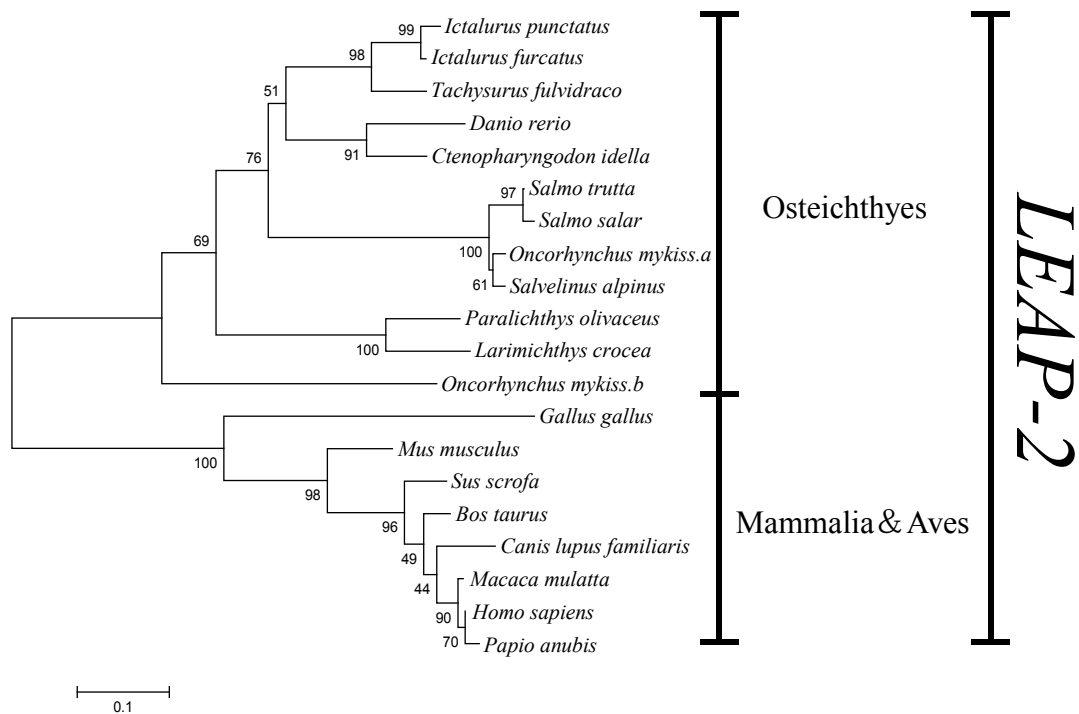 99
Ictalurus punctatus
Ictalurus furcatus
98
Tachysurus fulvidraco
51
Danio rerio
91
Ctenopharyngodon idella
76
97
Salmo trutta
Salmo salar
100
Oncorhynchus mykiss.a
61
Salvelinus alpinus
69
Paralichthys olivaceus
100
Larimichthys crocea
Oncorhynchus mykiss.b
Osteichthyes
Gallus gallus
100
Mus musculus
98
Sus scrofa
96
Bos taurus
49
Canis lupus familiaris
44
Macaca mulatta
90
Homo sapiens
70
Papio anubis
Mammalia & Aves
LEAP-2
0.1